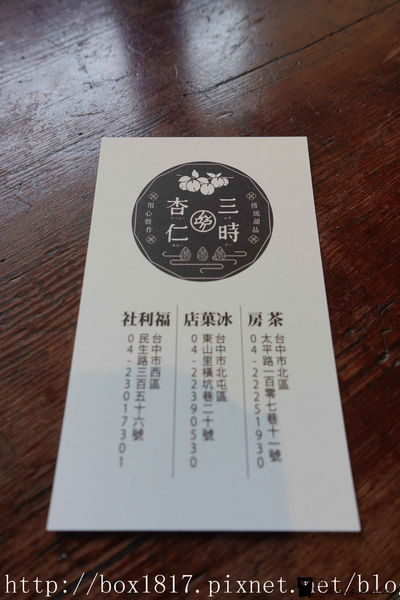 三時
杏仁
傳統甜品
用心製作
茶房
台中市北區
太平路一百零七巷十一號
04-22251930
冰菓店
台中市北屯區
東山里橫坑巷二十號
04-22390530
福利社
台中市西區
民生路三百五十六號
04-23017301
http://box1817.pixnet.net/blog